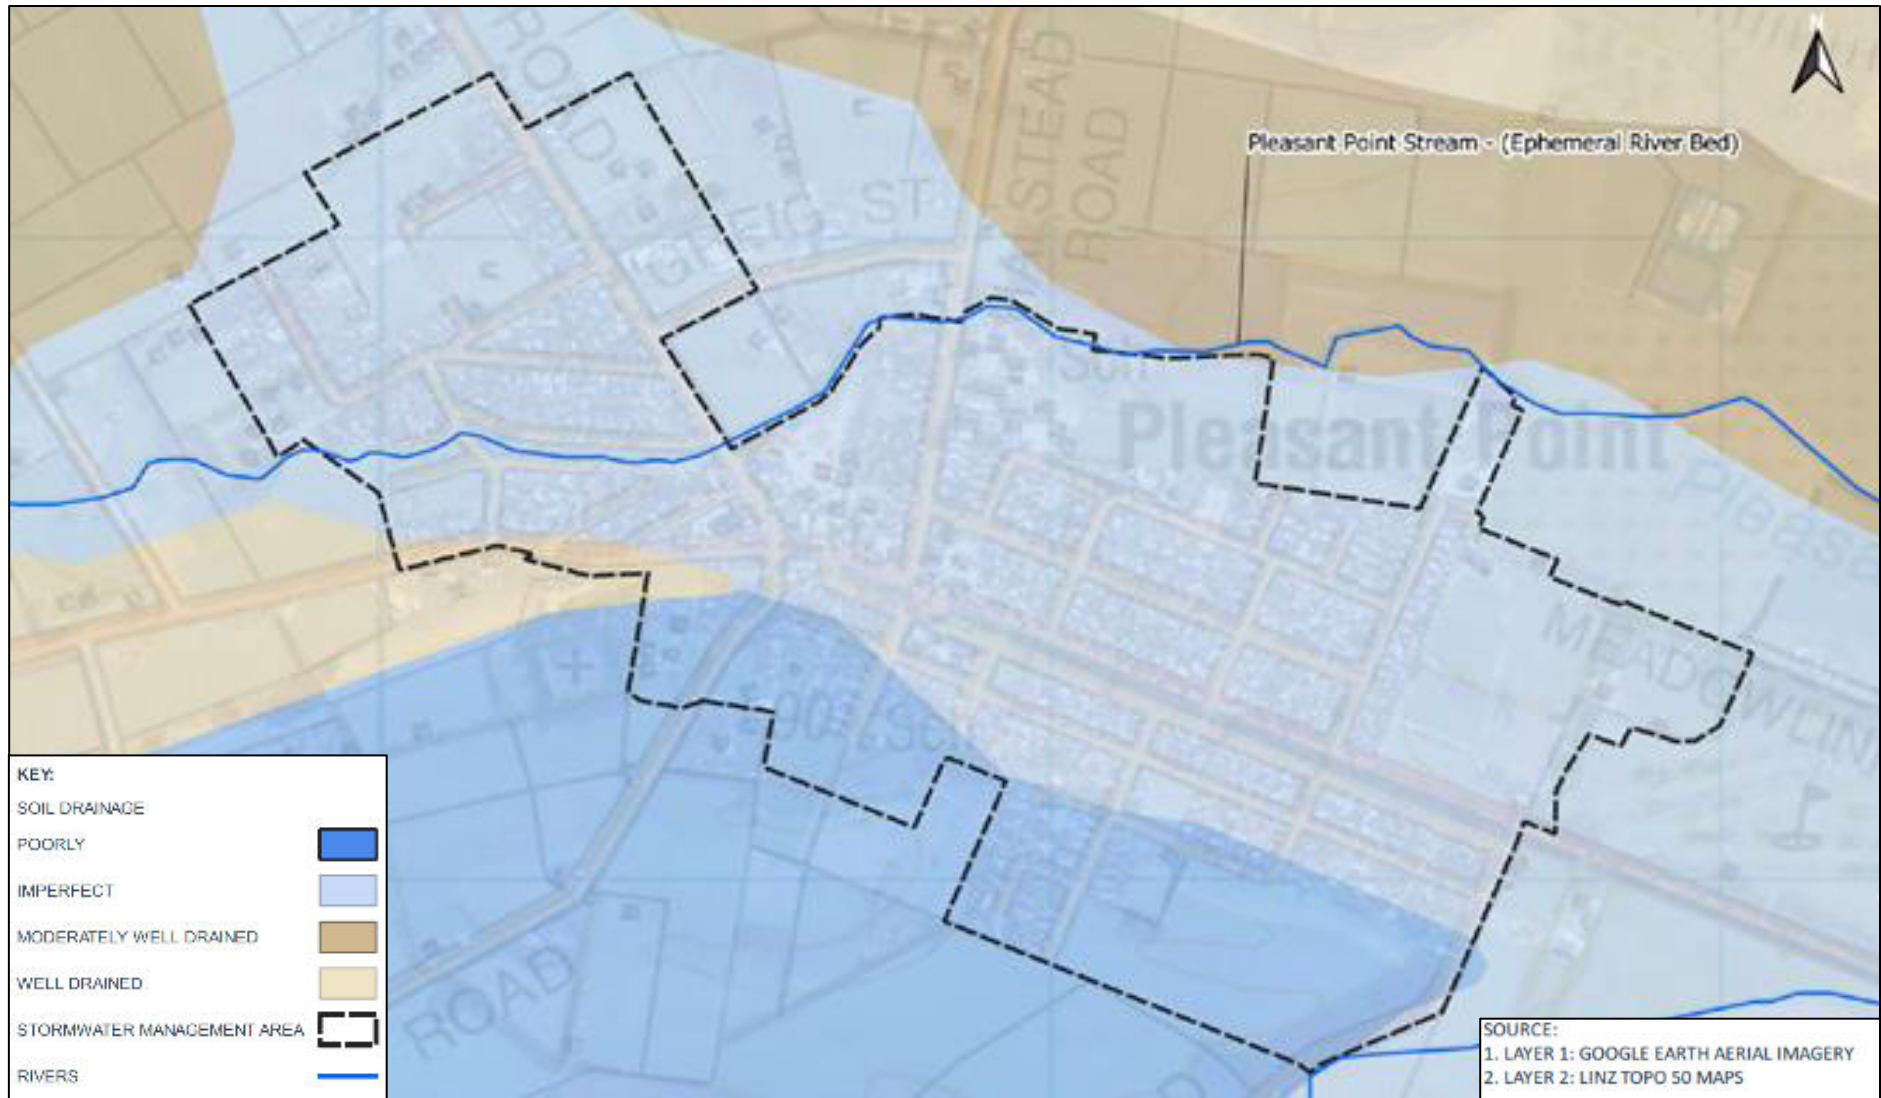 N
ROAD
STEAD
ROAD
Pleasant Point Stream - (Ephemeral River Bed)
GREIG ST
Sch
Pleasant Point
MEADOWLIN
ROAD
KEY:
SOIL DRAINAGE
POORLY
IMPERFECT
MODERATELY WELL DRAINED
WELL DRAINED
STORMWATER MANAGEMENT AREA
RIVERS
SOURCE:
1. LAYER 1: GOOGLE EARTH AERIAL IMAGERY
2. LAYER 2: LINZ TOPO 50 MAPS